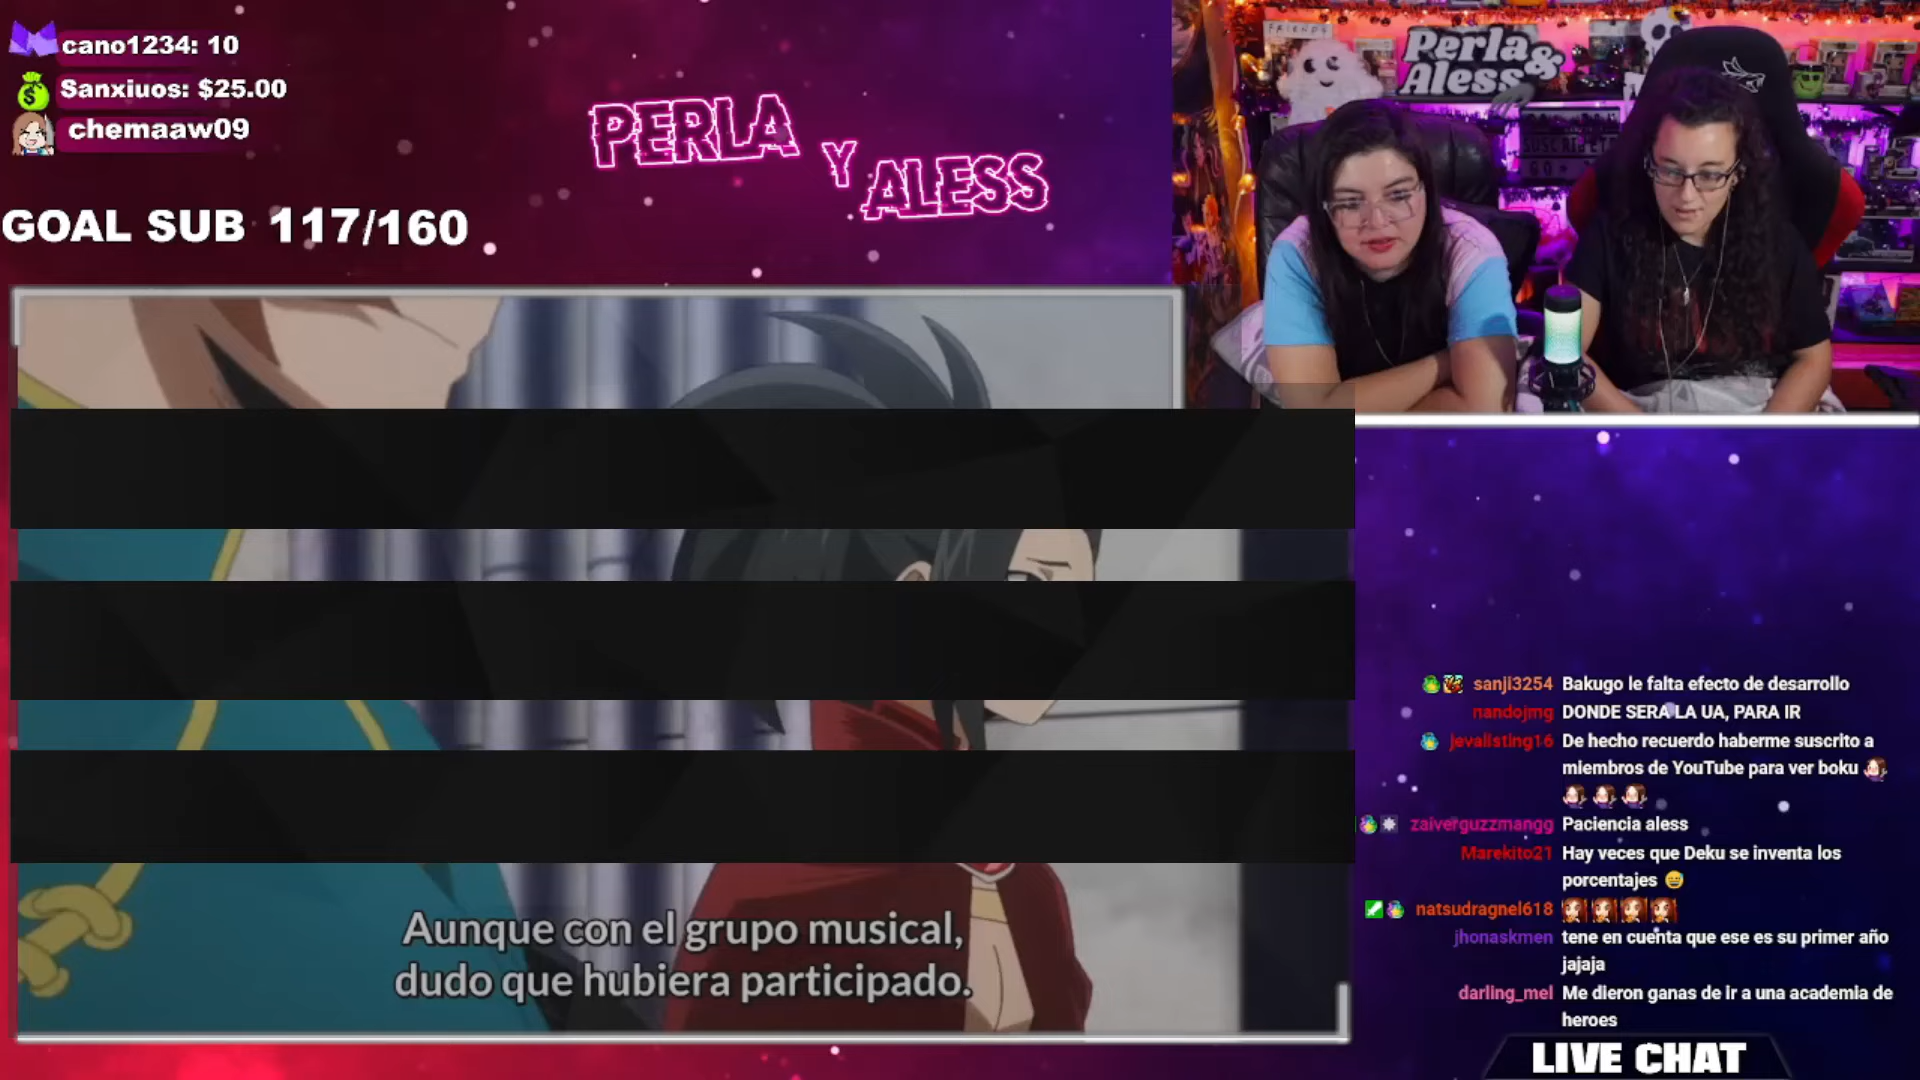 cano1234: 10
Sanxiuos: $25.00
chemaaw09
GOAL SUB 117/160
PERLA
Y
ALESS
FRIENDS
Perla&
Aless
Aunque con el grupo musical,
dudo que hubiera participado.
sanji3254 Bakugo le falta efecto de desarrollo
nandojmg DONDE SERA LA UA, PARA IR
jevalisting16 De hecho recuerdo haberme suscrito a
miembros de YouTube para ver boku
zaiverguzzmangg Paciencia aless
Marekito21 Hay veces que Deku se inventa los
porcentajes 😅
natsudragnel618
jhonaskmen tene en cuenta que ese es su primer año
jajaja
darling_mel Me dieron ganas de ir a una academia de
heroes
LIVE CHAT